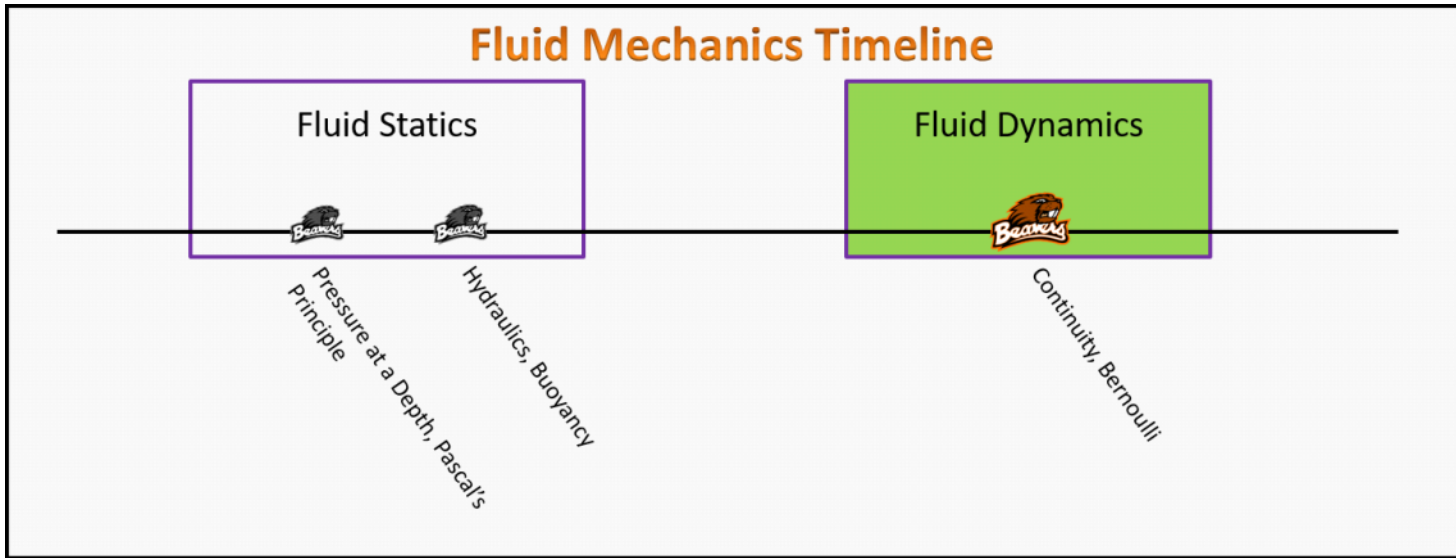 Fluid Mechanics Timeline
Fluid Statics
Fluid Dynamics
Beavers
Beavers
Beavers
Pressure at a Depth, Pascal's
Principle
Hydraulics, Buoyancy
Continuity, Bernoulli